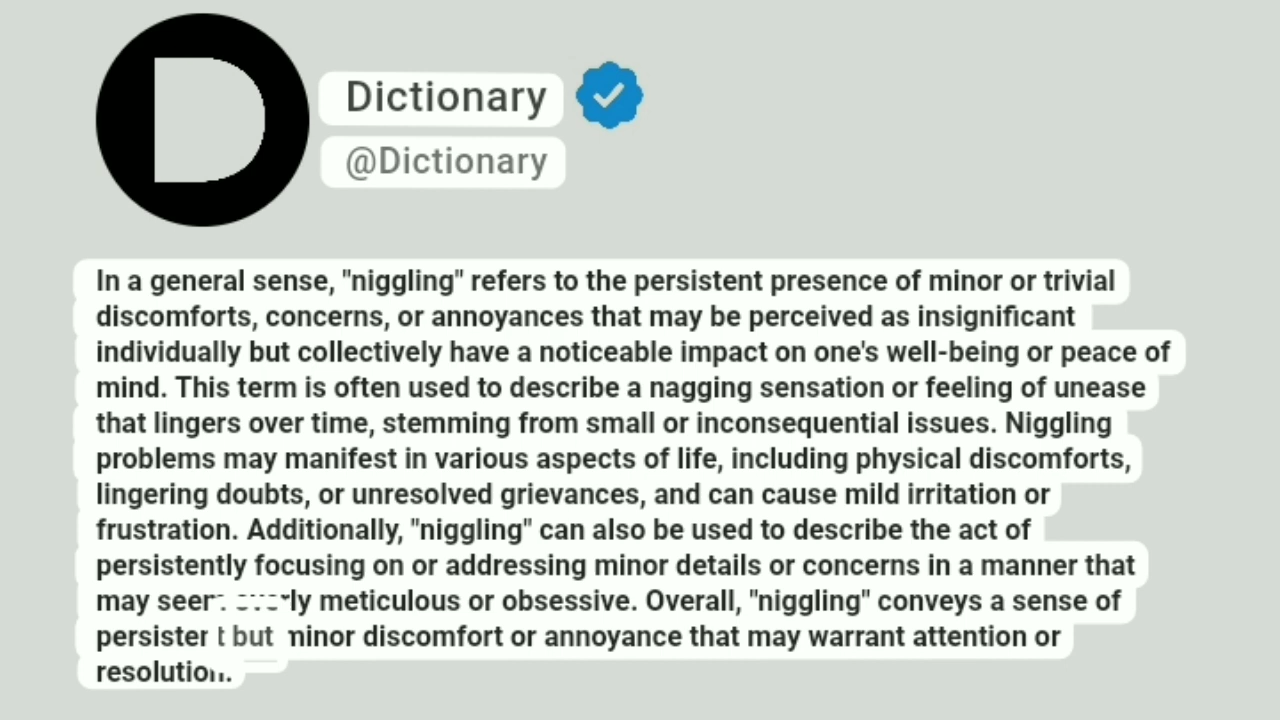 D
Dictionary
@Dictionary
In a general sense, "niggling" refers to the persistent presence of minor or trivial
discomforts, concerns, or annoyances that may be perceived as insignificant
individually but collectively have a noticeable impact on one's well-being or peace of
mind. This term is often used to describe a nagging sensation or feeling of unease
that lingers over time, stemming from small or inconsequential issues. Niggling
problems may manifest in various aspects of life, including physical discomforts,
lingering doubts, or unresolved grievances, and can cause mild irritation or
frustration. Additionally, "niggling" can also be used to describe the act of
persistently focusing on or addressing minor details or concerns in a manner that
may seem overly meticulous or obsessive. Overall, "niggling" conveys a sense of
persistent but minor discomfort or annoyance that may warrant attention or
resolution.